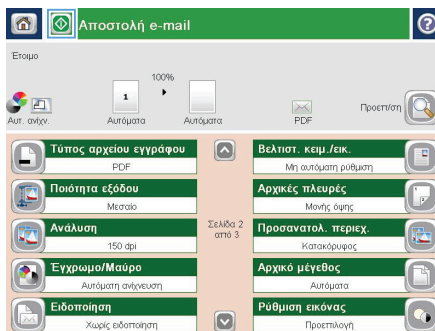 Αποστολή e-mail
?
Έτοιμο
100%
1
Προεπ/ση
Αυτ. ανίχν.
Αυτόματα
Αυτόματα
PDF
Τύπος αρχείου εγγράφου
PDF
Βελτιστ. κειμ./εικ.
Μη αυτόματη ρύθμιση
Ποιότητα εξόδου
Μεσαίο
Αρχικές πλευρές
Μονής όψης
Ανάλυση
150 dpi
Σελίδα 2
από 3
Προσανατολ. περιεχ.
Κατακόρυφος
Έγχρωμο/Μαύρο
Αυτόματη ανίχνευση
Αρχικό μέγεθος
Αυτόματα
Ειδοποίηση
Χωρίς ειδοποίηση
Ρύθμιση εικόνας
Προεπιλογή